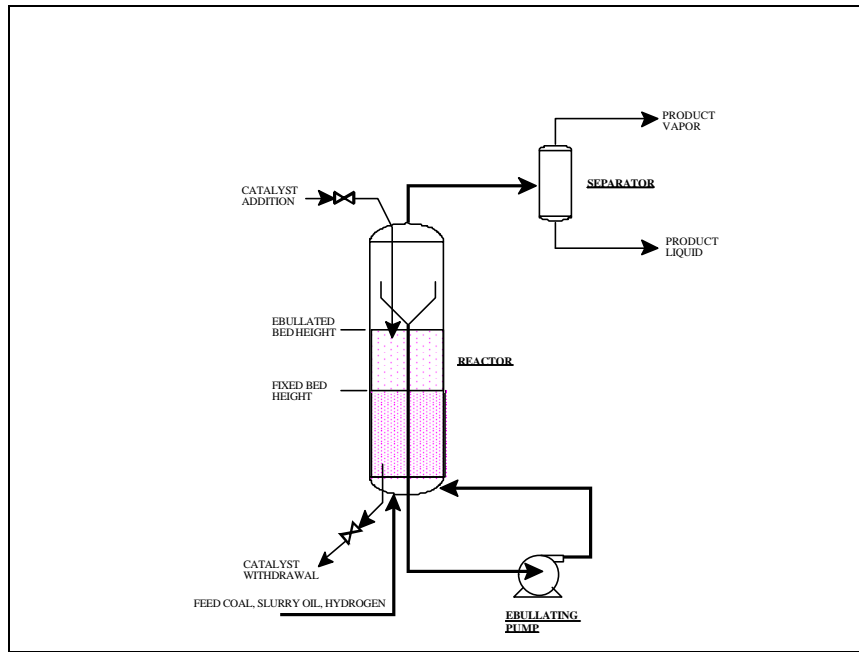 PRODUCT
VAPOR
SEPARATOR
CATALYST
ADDITION
PRODUCT
LIQUID
EBULLATED
BED HEIGHT
REACTOR
FIXED BED
HEIGHT
CATALYST
WITHDRAWAL
FEED COAL, SLURRY OIL, HYDROGEN
EBULLATING
PUMP